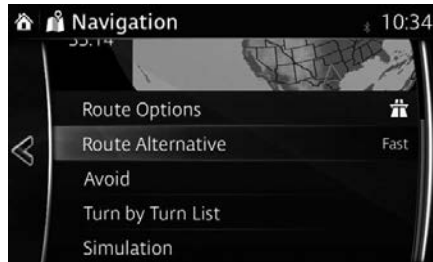 Navigation
10:34
Route Options
Route Alternative
Fast
Avoid
Turn by Turn List
Simulation